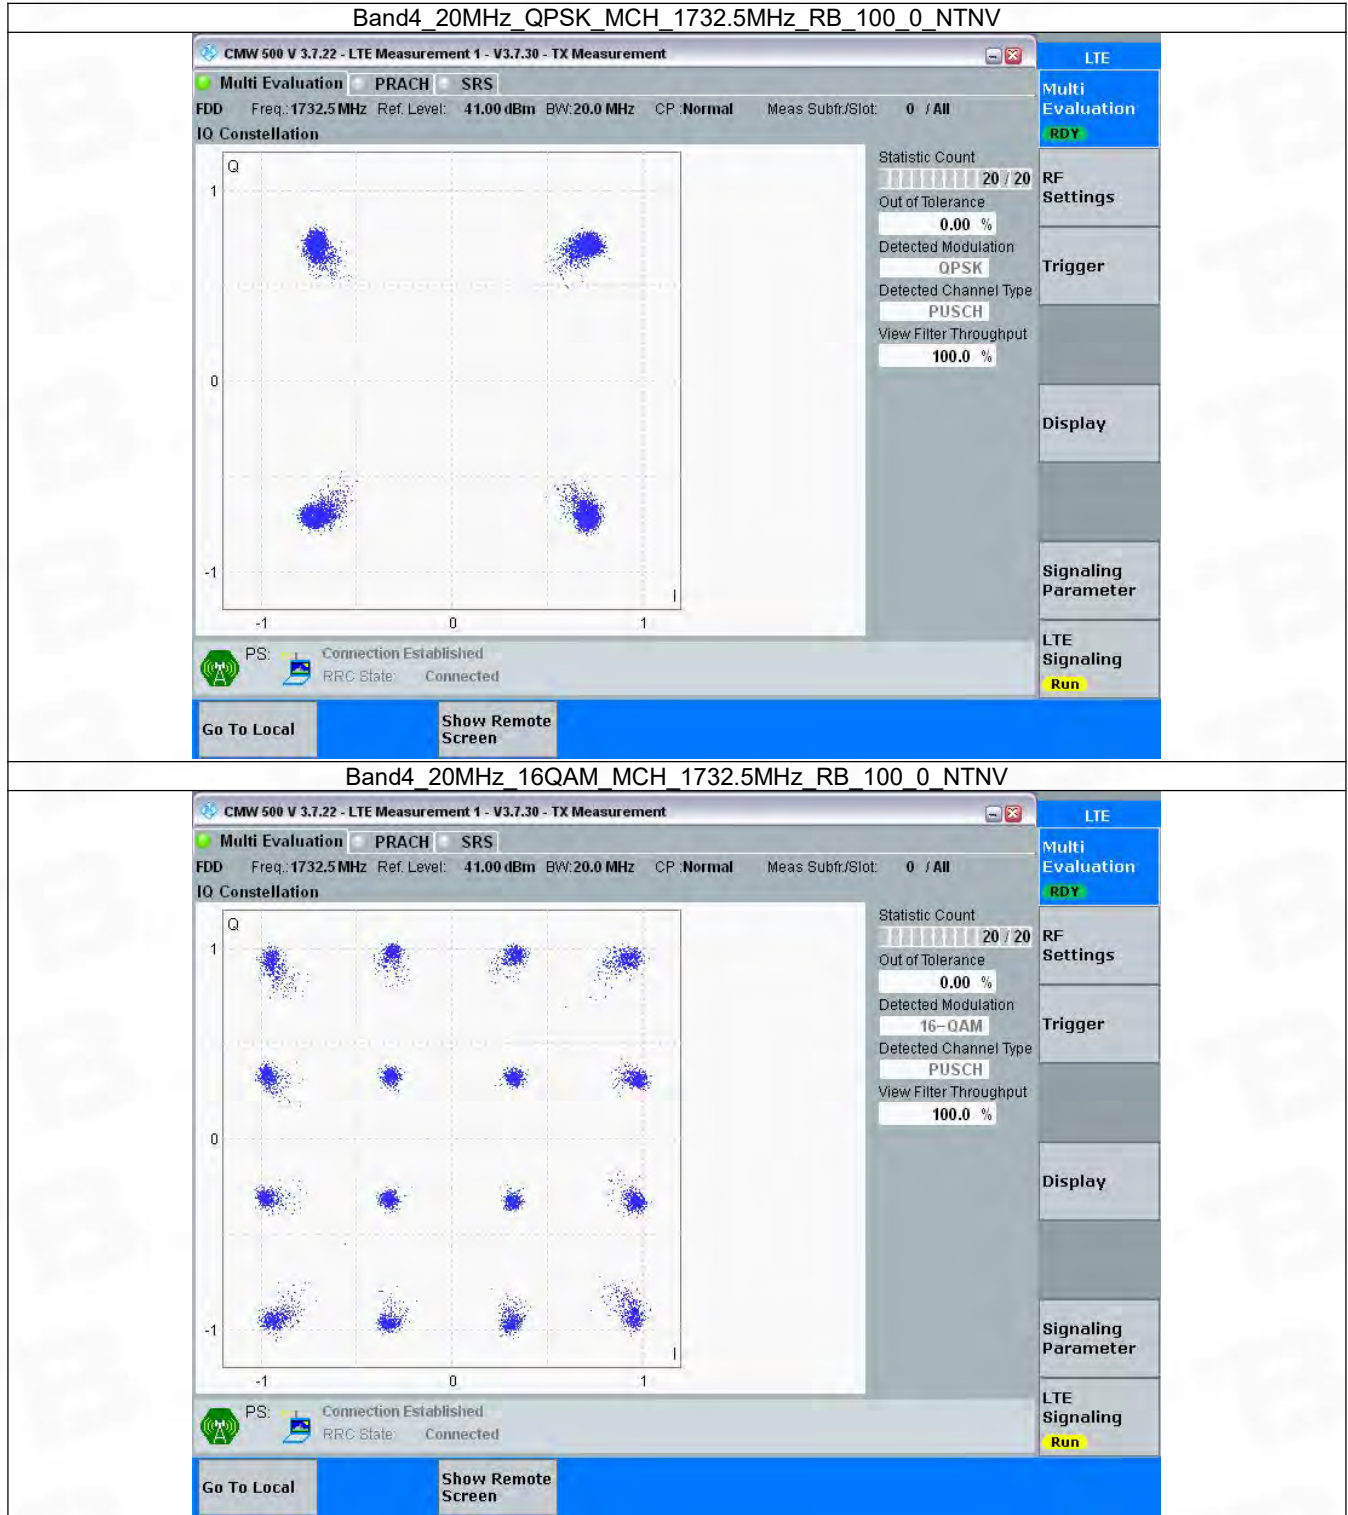 Band4_20MHz_QPSK_MCH_1732.5MHz_RB_100_0_NTNV
CMW 500 V 3.7.22 - LTE Measurement 1 - V3.7.30 - TX Measurement
LTE
Multi Evaluation PRACH SRS
Multi Evaluation
RDY
FDD Freq.: 1732.5 MHz Ref. Level: 41.00 dBm BW: 20.0 MHz CP : Normal Meas Subfr./Slot: 0 / All
IQ Constellation
Q
1
0
-1
I
-1 0 1
Statistic Count
20 / 20
Out of Tolerance
0.00 %
Detected Modulation
QPSK
Detected Channel Type
PUSCH
View Filter Throughput
100.0 %
RF
Settings
Trigger
Display
Signaling
Parameter
LTE
Signaling
Run
PS: Connection Established
RRC State: Connected
Go To Local
Show Remote
Screen
Band4_20MHz_16QAM_MCH_1732.5MHz_RB_100_0_NTNV
CMW 500 V 3.7.22 - LTE Measurement 1 - V3.7.30 - TX Measurement
LTE
Multi Evaluation PRACH SRS
Multi Evaluation
RDY
FDD Freq.: 1732.5 MHz Ref. Level: 41.00 dBm BW: 20.0 MHz CP : Normal Meas Subfr./Slot: 0 / All
IQ Constellation
Q
1
0
-1
I
-1 0 1
Statistic Count
20 / 20
Out of Tolerance
0.00 %
Detected Modulation
16-QAM
Detected Channel Type
PUSCH
View Filter Throughput
100.0 %
RF
Settings
Trigger
Display
Signaling
Parameter
LTE
Signaling
Run
PS: Connection Established
RRC State: Connected
Go To Local
Show Remote
Screen